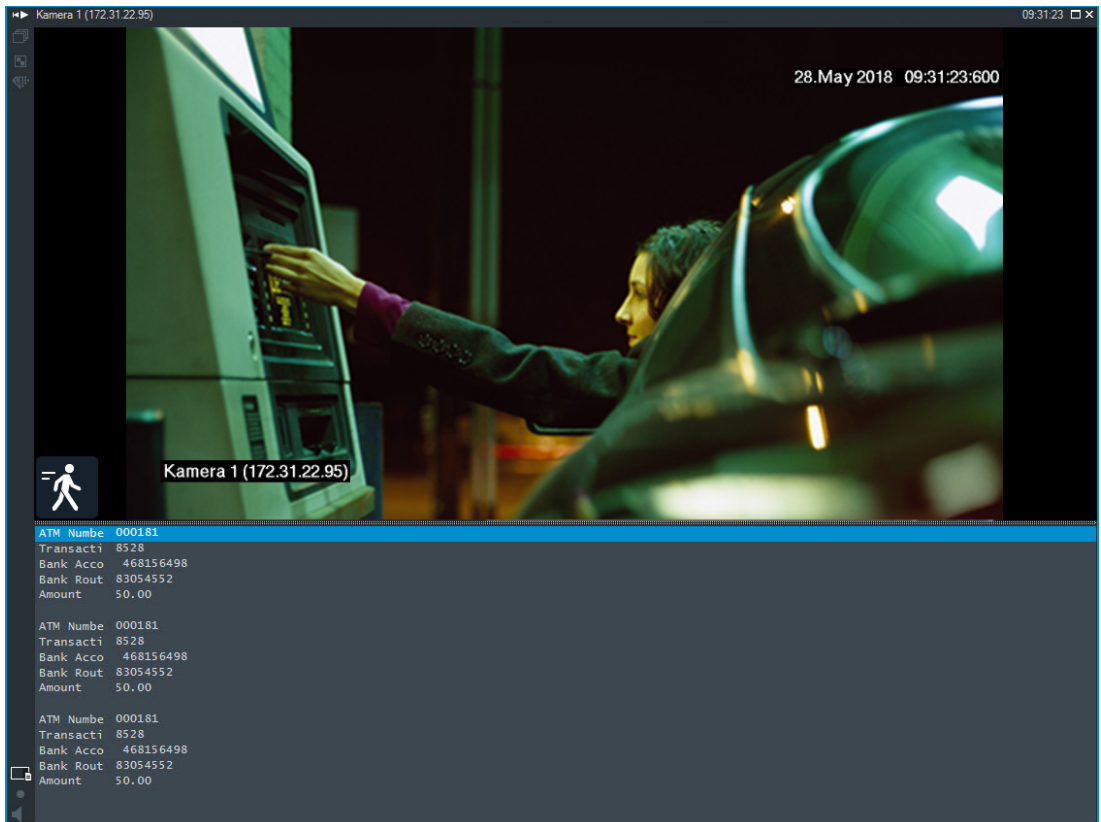 Kamera 1 (172.31.22.95) 09:31:23
28.May 2018 09:31:23:600
Kamera 1 (172.31.22.95)
ATM Numbe 000181
Transacti 8528
Bank Acco 468156498
Bank Rout 83054552
Amount 50.00
ATM Numbe 000181
Transacti 8528
Bank Acco 468156498
Bank Rout 83054552
Amount 50.00
ATM Numbe 000181
Transacti 8528
Bank Acco 468156498
Bank Rout 83054552
Amount 50.00